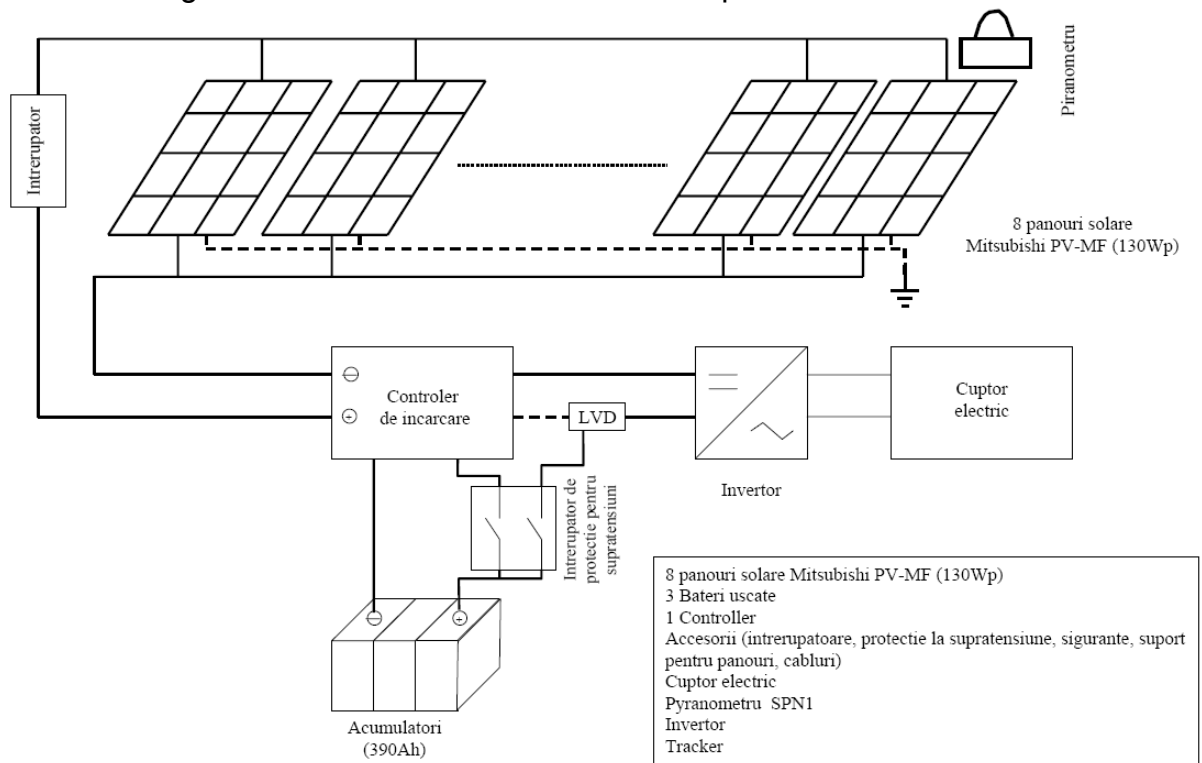 Piranometru
Intrerupator
8 panouri solare
Mitsubishi PV-MF (130Wp)
Controler
de incarcare
LVD
Cuptor
electric
Invertor
Intrerupator de
protectie pentru
supratensiuni
Acumulatori
(390Ah)
8 panouri solare Mitsubishi PV-MF (130Wp)
3 Bateri uscate
1 Controller
Accesorii (intrerupatoare, protectie la supratensiune, sigurante, suport
pentru panouri, cabluri)
Cuptor electric
Pyranometru SPN1
Invertor
Tracker